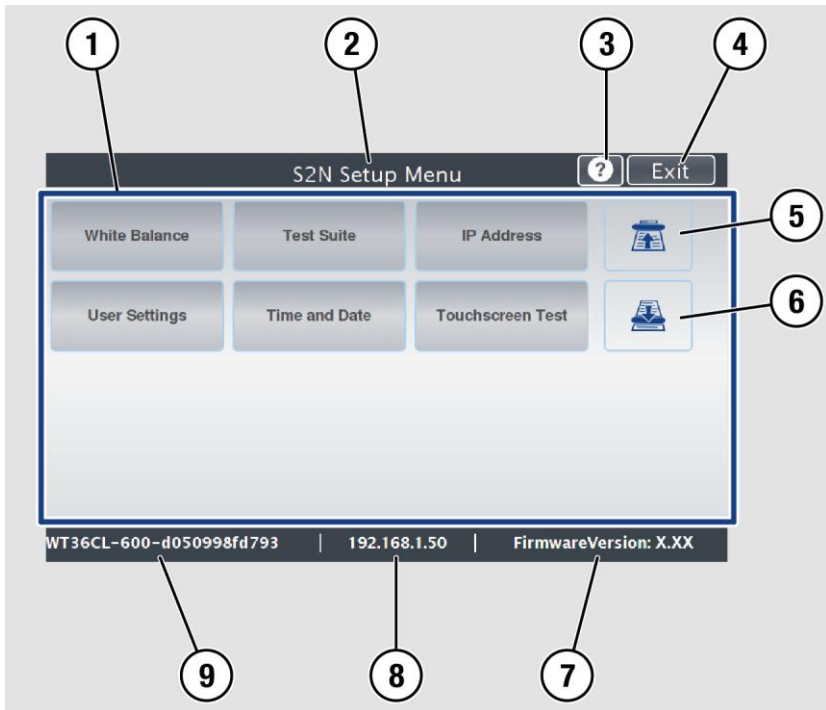 1 2 3 4
S2N Setup Menu ? Exit
White Balance Test Suite IP Address 5
User Settings Time and Date Touchscreen Test 6
WT36CL-600-d050998fd793 | 192.168.1.50 | FirmwareVersion: X.XX
9 8 7